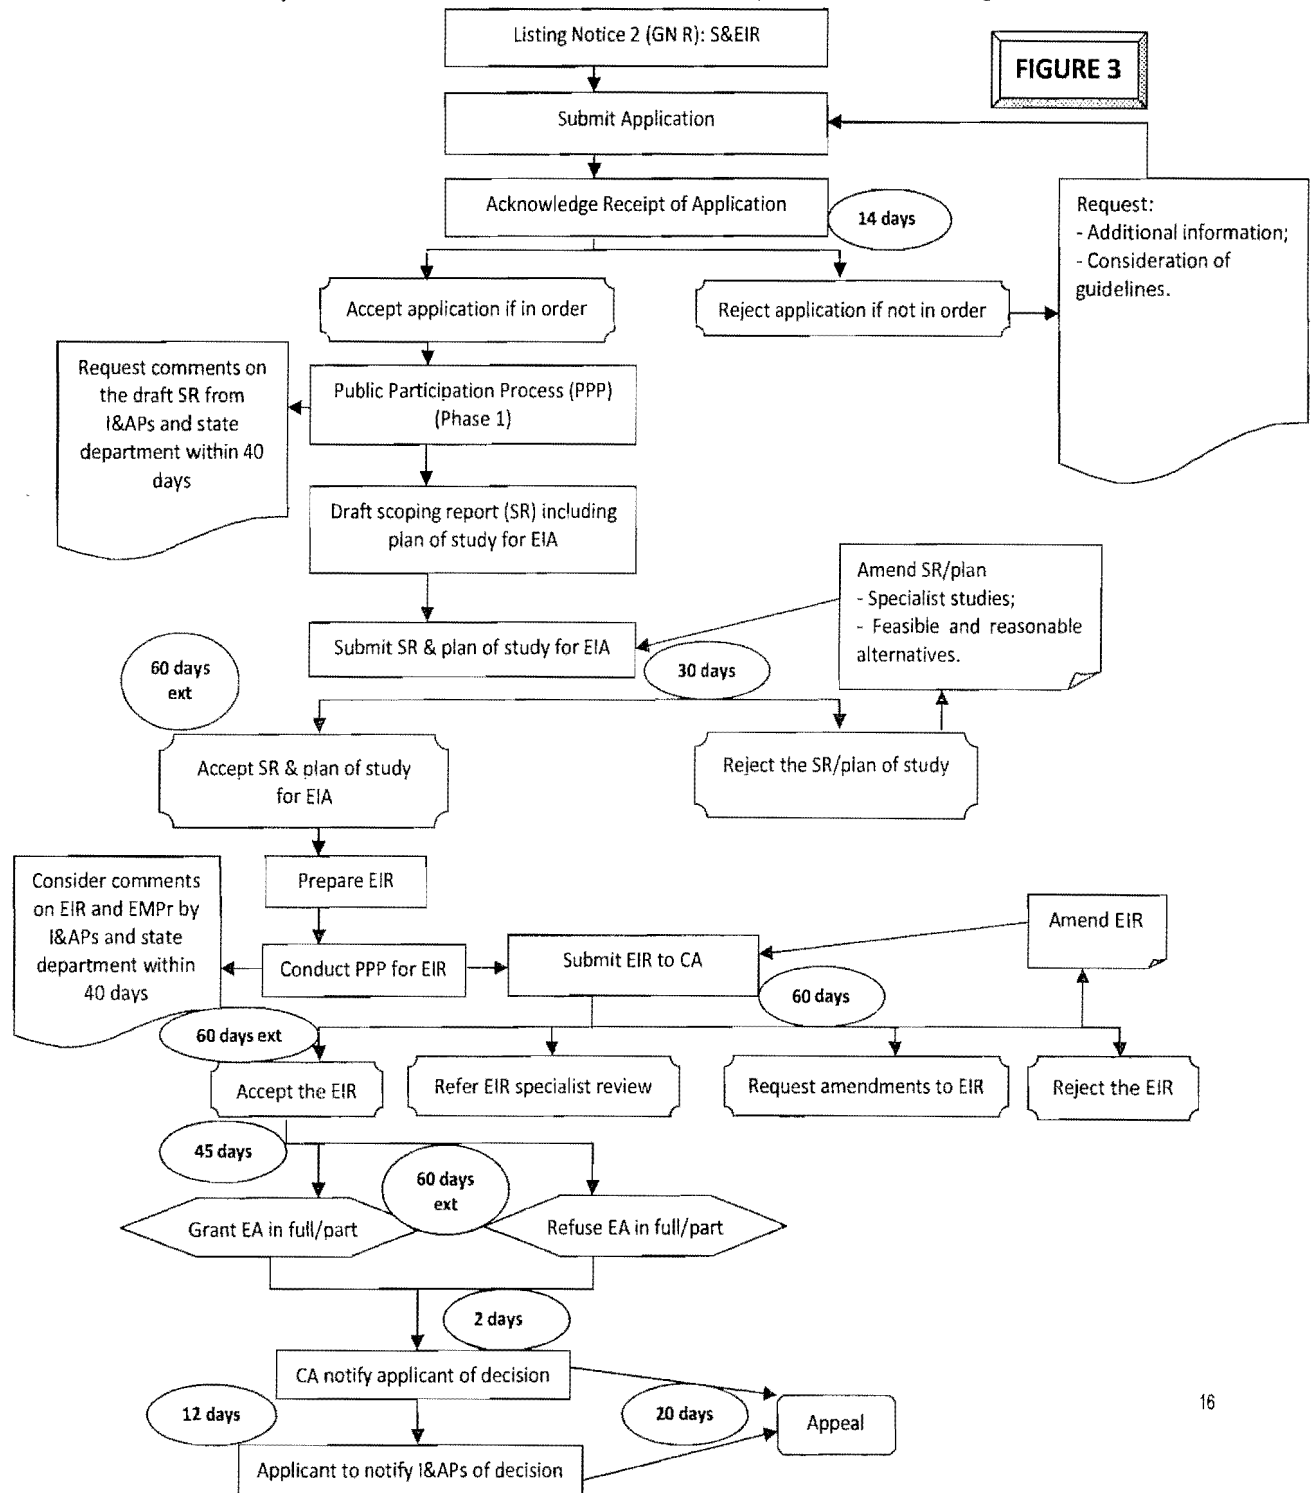 Listing Notice 2 (GN R): S&EIR
FIGURE 3
Submit Application
Acknowledge Receipt of Application
14 days
Request:
- Additional information;
- Consideration of
guidelines.
Accept application if in order
Reject application if not in order
Request comments on
the draft SR from
I&APs and state
department within 40
days
Public Participation Process (PPP)
(Phase 1)
Draft scoping report (SR) including
plan of study for EIA
Amend SR/plan
- Specialist studies;
- Feasible and reasonable
alternatives.
Submit SR & plan of study for EIA
60 days
ext
30 days
Accept SR & plan of study
for EIA
Reject the SR/plan of study
Consider comments
on EIR and EMPr by
I&APs and state
department within
40 days
Prepare EIR
Conduct PPP for EIR
Submit EIR to CA
Amend EIR
60 days
60 days ext
Accept the EIR
Refer EIR specialist review
Request amendments to EIR
Reject the EIR
45 days
60 days
ext
Grant EA in full/part
Refuse EA in full/part
2 days
CA notify applicant of decision
12 days
20 days
Appeal
16
Applicant to notify I&APs of decision